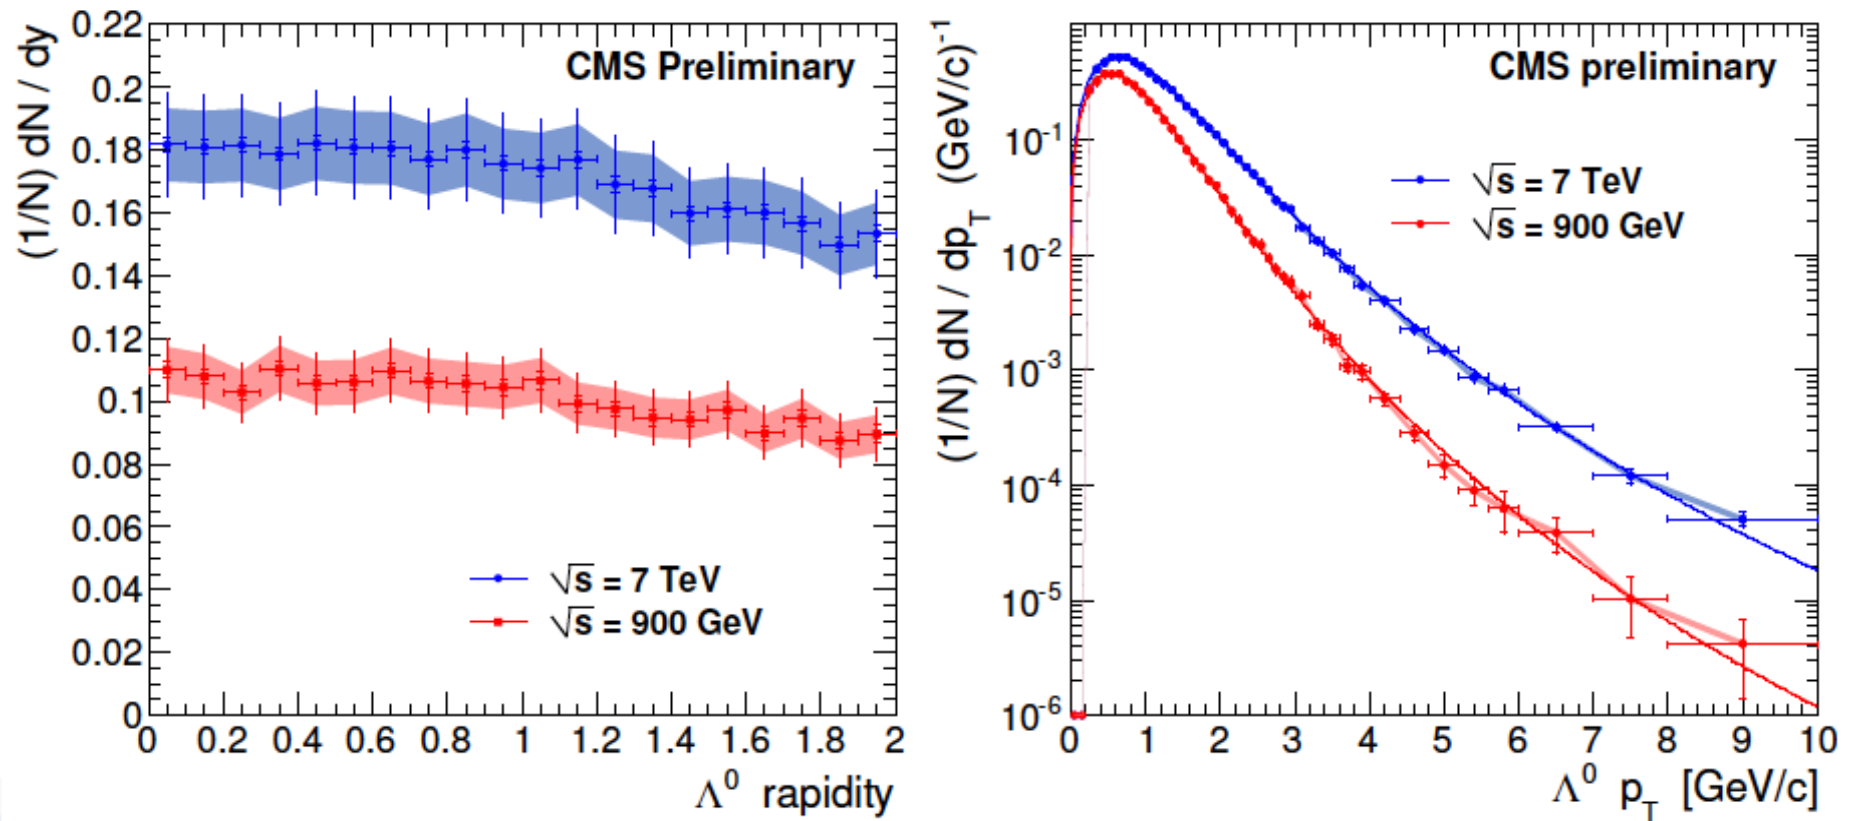 CMS Preliminary
(1/N) dN / dy
0.22
0.2
0.18
0.16
0.14
0.12
0.1
0.08
0.06
0.04
0.02
0
√s = 7 TeV
√s = 900 GeV
0 0.2 0.4 0.6 0.8 1 1.2 1.4 1.6 1.8 2
Λ⁰ rapidity
CMS preliminary
(1/N) dN / dp_T (GeV/c)⁻¹
√s = 7 TeV
√s = 900 GeV
10⁻¹
10⁻²
10⁻³
10⁻⁴
10⁻⁵
10⁻⁶
0 1 2 3 4 5 6 7 8 9 10
Λ⁰ p_T [GeV/c]